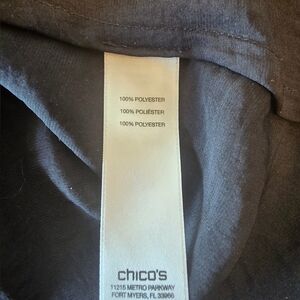 100% POLYESTER
100% POLIÉSTER
100% POLYESTER
chico's
11215 METRO PARKWAY
FORT MYERS, FL 33966